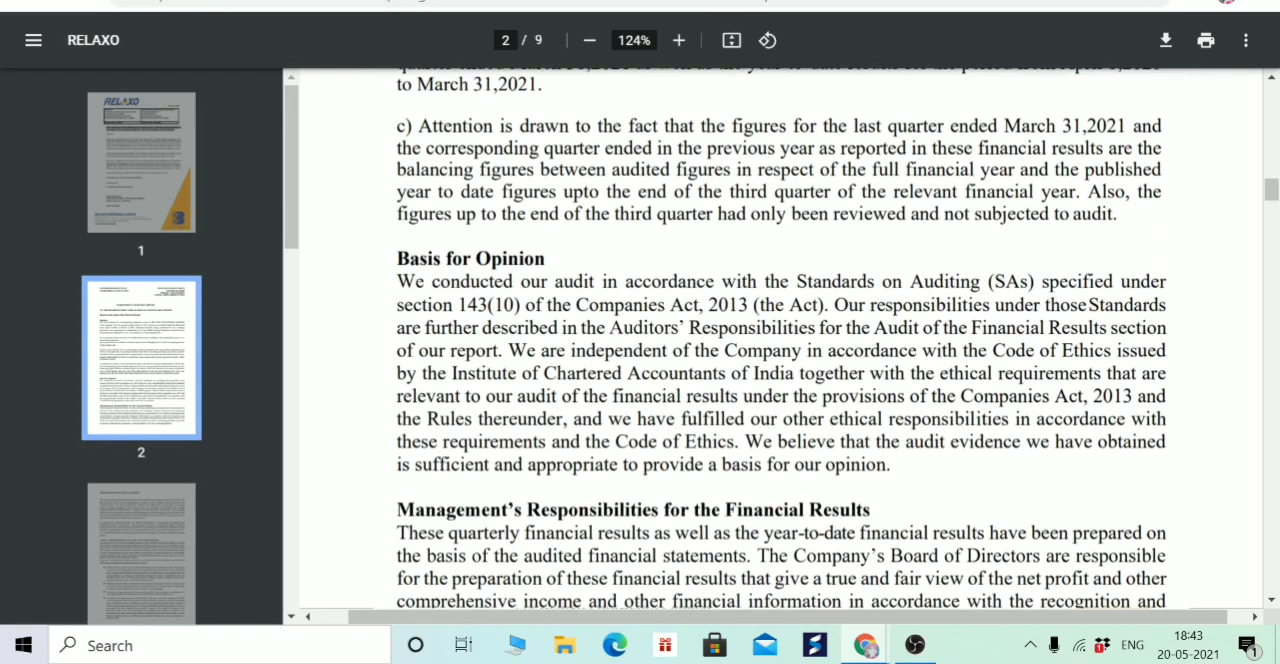 RELAXO
2 / 9
124%
to March 31,2021.
c) Attention is drawn to the fact that the figures for the last quarter ended March 31,2021 and
the corresponding quarter ended in the previous year as reported in these financial results are the
balancing figures between audited figures in respect of the full financial year and the published
year to date figures upto the end of the third quarter of the relevant financial year. Also, the
figures up to the end of the third quarter had only been reviewed and not subjected to audit.
Basis for Opinion
We conducted our audit in accordance with the Standards on Auditing (SAs) specified under
section 143(10) of the Companies Act, 2013 (the Act). Our responsibilities under those Standards
are further described in the Auditors' Responsibilities for the Audit of the Financial Results section
of our report. We are independent of the Company in accordance with the Code of Ethics issued
by the Institute of Chartered Accountants of India together with the ethical requirements that are
relevant to our audit of the financial results under the provisions of the Companies Act, 2013 and
the Rules thereunder, and we have fulfilled our other ethical responsibilities in accordance with
these requirements and the Code of Ethics. We believe that the audit evidence we have obtained
is sufficient and appropriate to provide a basis for our opinion.
Management's Responsibilities for the Financial Results
These quarterly financial results as well as the year-to-date financial results have been prepared on
the basis of the audited financial statements. The Company's Board of Directors are responsible
for the preparation of these financial results that give a true and fair view of the net profit and other
comprehensive income and other financial information in accordance with the recognition and
RELAXO
1
2
Search
ENG
18:43
20-05-2021
1